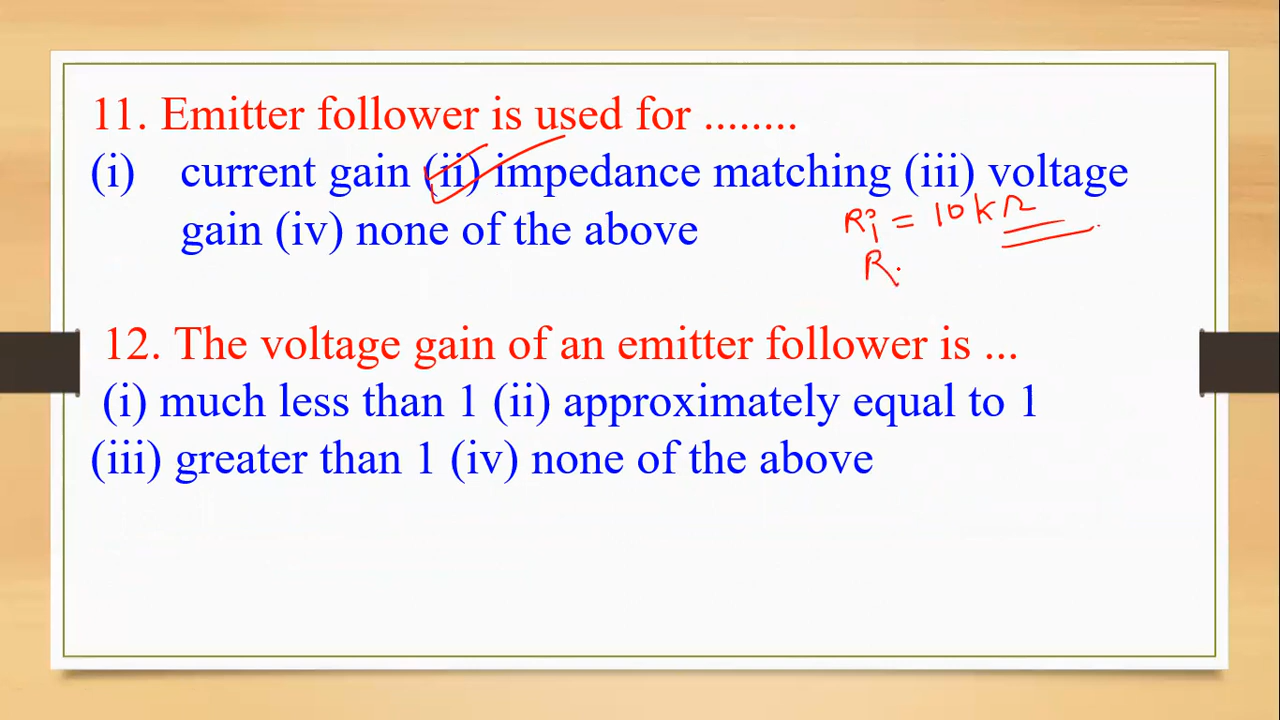 11. Emitter follower is used for ........
(i) current gain (ii) impedance matching (iii) voltage
gain (iv) none of the above
Ri = 10 k Ω
R
12. The voltage gain of an emitter follower is ...
(i) much less than 1 (ii) approximately equal to 1
(iii) greater than 1 (iv) none of the above